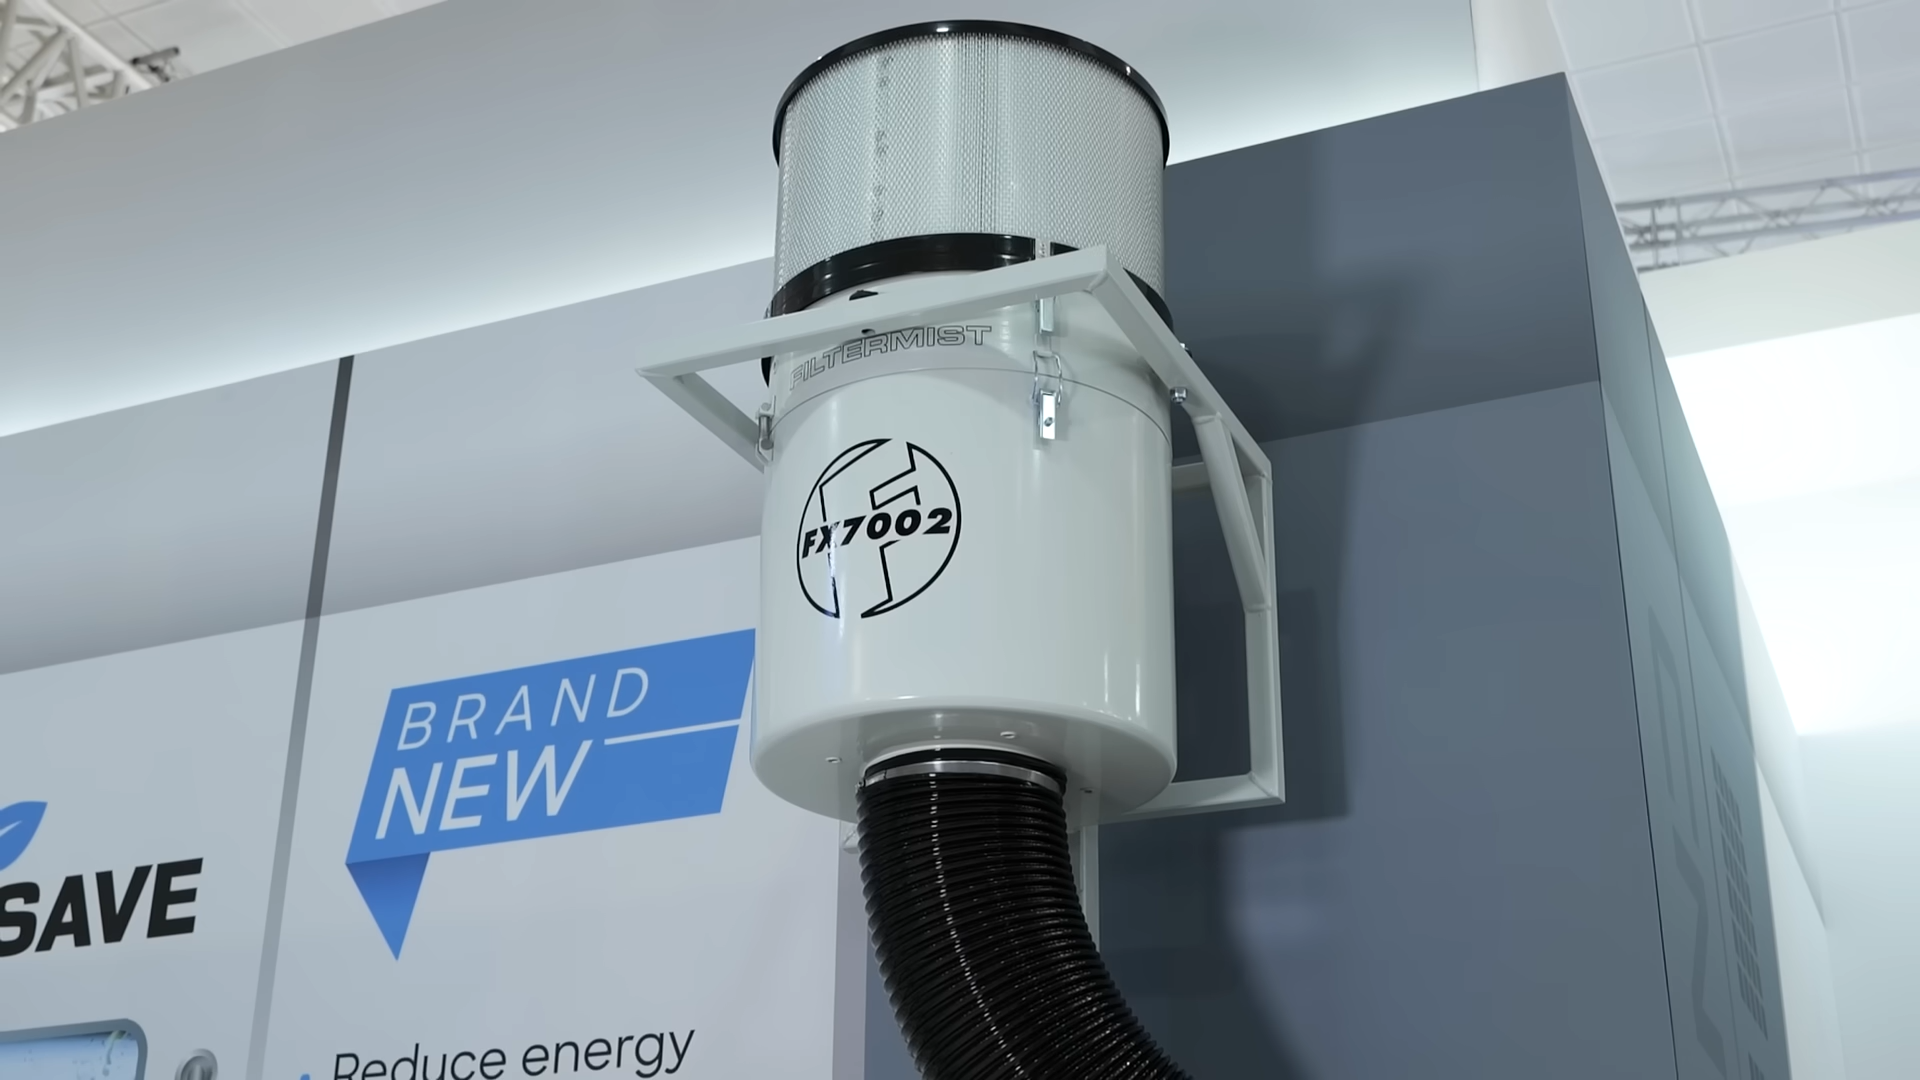 FILTERMIST
FX7002
BRAND
NEW
SAVE
Reduce energy